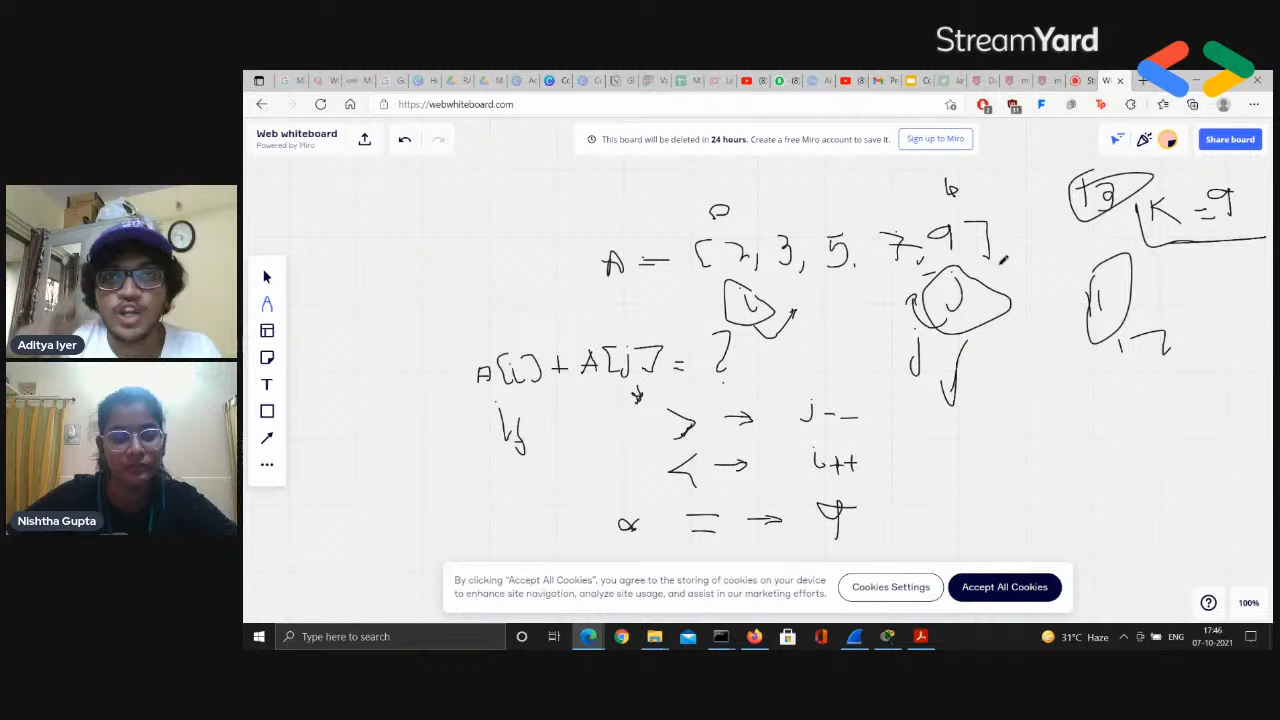 StreamYard
https://webwhiteboard.com
Web whiteboard
Powered by Miro
This board will be deleted in 24 hours. Create a free Miro account to save it.
Sign up to Miro
Share board
K = 9
A = [2, 3, 5, 7, 9]
i
j
11
12
A[i] + A[j] = ?
j
If
> → j--
< → i++
= → T
Aditya Iyer
Nishtha Gupta
T
By clicking "Accept All Cookies", you agree to the storing of cookies on your device
to enhance site navigation, analyze site usage, and assist in our marketing efforts.
Cookies Settings
Accept All Cookies
100%
Type here to search
31°C Haze
ENG
17:46
07-10-2021